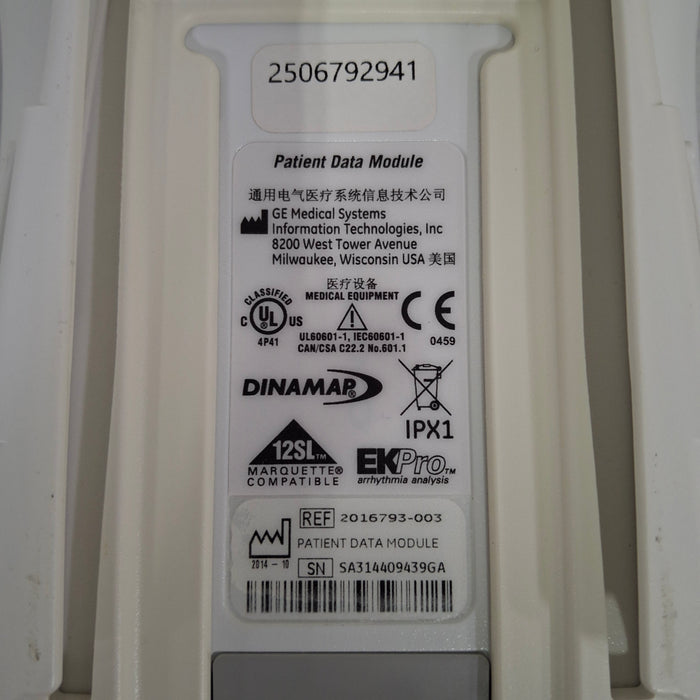 2506792941
Patient Data Module
通用电气医疗系统信息技术公司
GE Medical Systems
Information Technologies, Inc
8200 West Tower Avenue
Milwaukee, Wisconsin USA 美国
医疗设备
MEDICAL EQUIPMENT
CLASSIFIED
C UL US
4P41
UL60601-1, IEC60601-1
CAN/CSA C22.2 No.601.1
CE
0459
DINAMAP®
IPX1
12SL™
MARQUETTE®
COMPATIBLE
EKPro™
arrhythmia analysis
REF 2016793-003
PATIENT DATA MODULE
2014-10
SN SA314409439GA